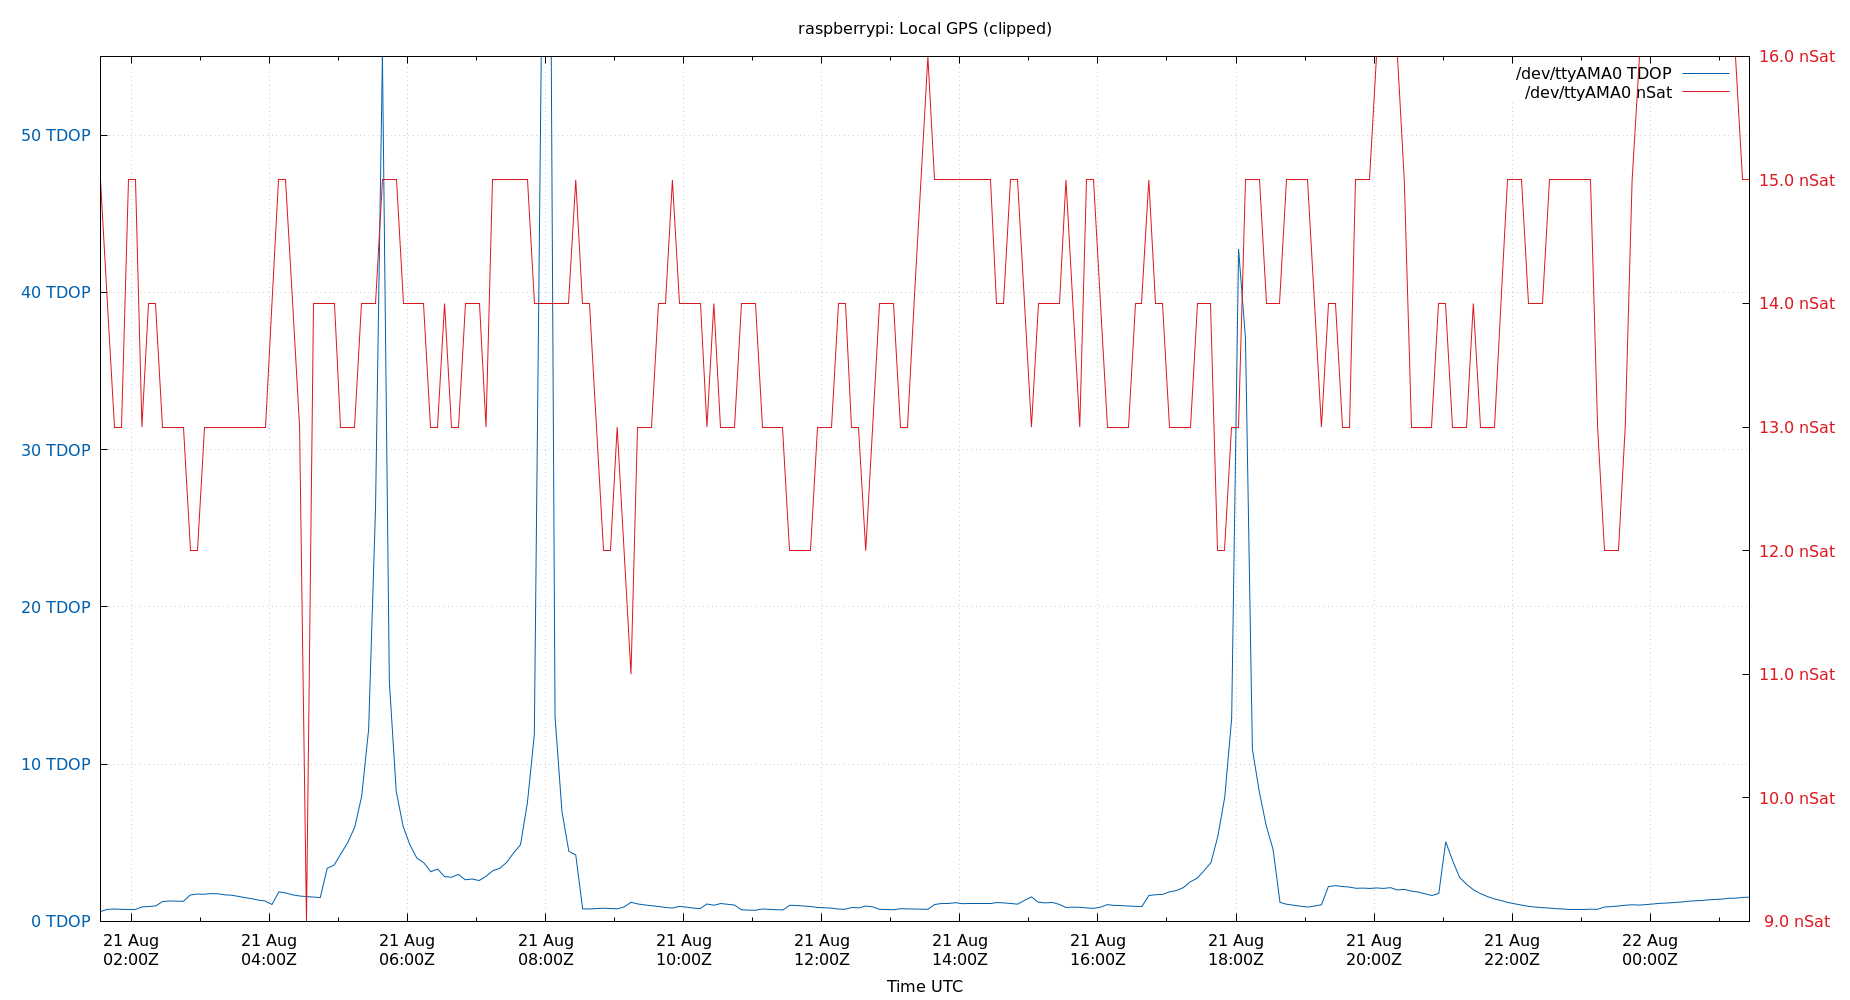 raspberrypi: Local GPS (clipped)
/dev/ttyAMA0 TDOP
/dev/ttyAMA0 nSat
50 TDOP
40 TDOP
30 TDOP
20 TDOP
10 TDOP
0 TDOP
16.0 nSat
15.0 nSat
14.0 nSat
13.0 nSat
12.0 nSat
11.0 nSat
10.0 nSat
9.0 nSat
21 Aug 21 Aug 21 Aug 21 Aug 21 Aug 21 Aug 21 Aug 21 Aug 21 Aug 21 Aug 21 Aug 22 Aug
02:00Z 04:00Z 06:00Z 08:00Z 10:00Z 12:00Z 14:00Z 16:00Z 18:00Z 20:00Z 22:00Z 00:00Z
Time UTC